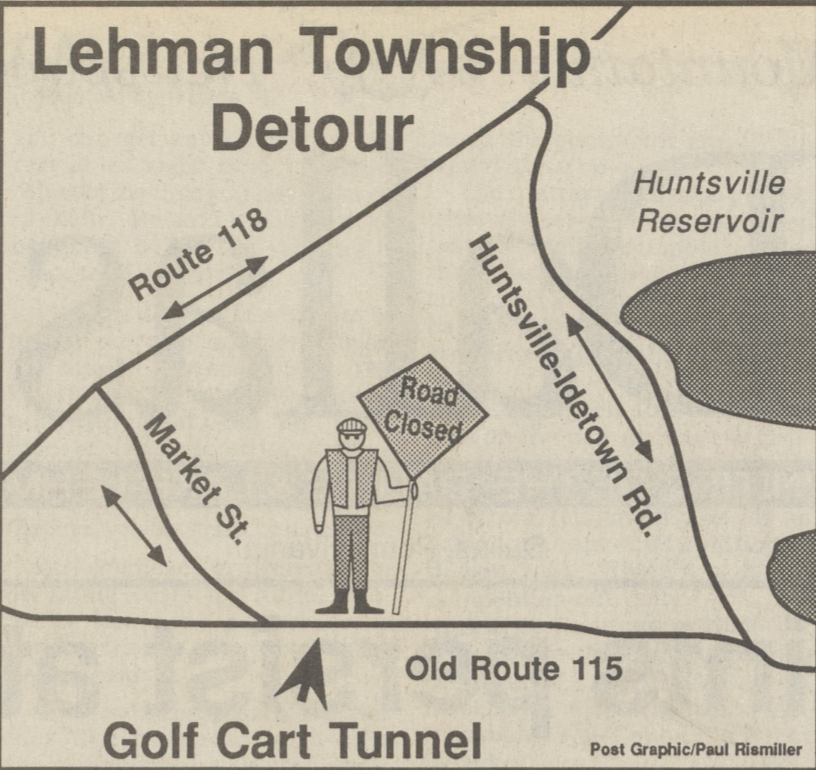 Lehman Township
Detour
Huntsville
Reservoir
Route 118
Huntsville-Idetown Rd.
Road
Closed
Market St.
Old Route 115
Golf Cart Tunnel
Post Graphic/Paul Rismiller